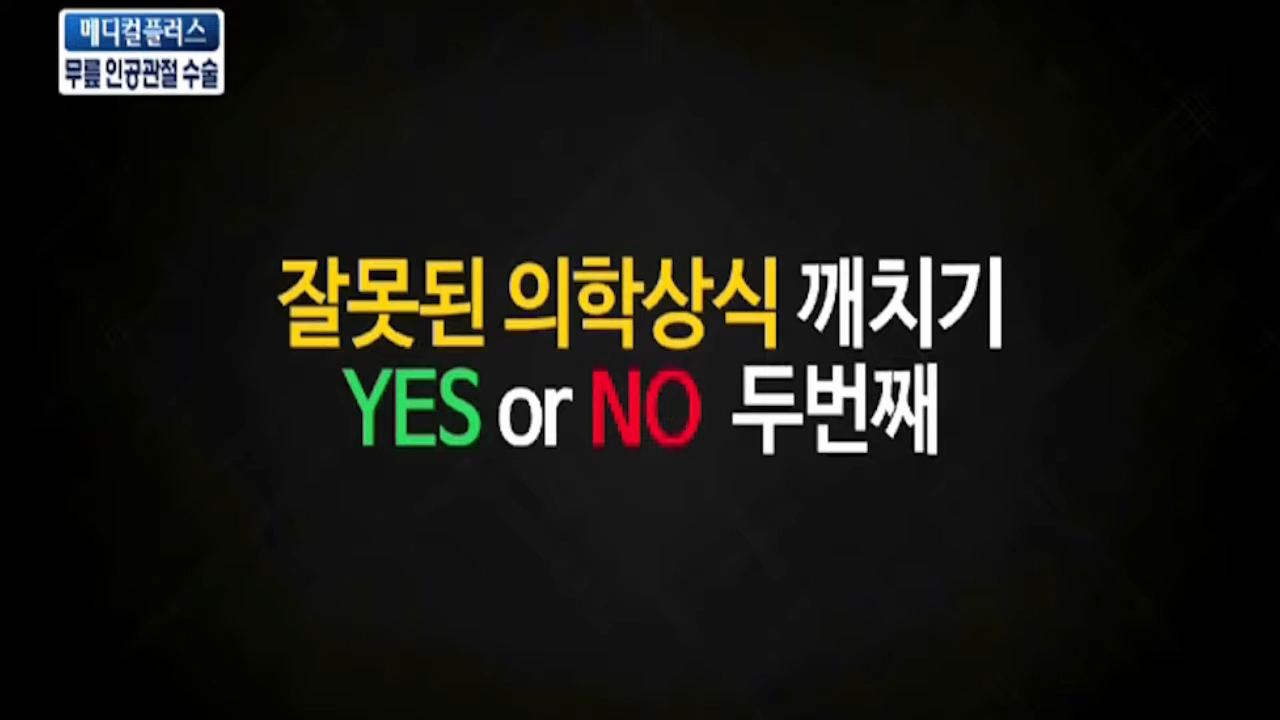 메디컬플러스
무릎 인공관절 수술
잘못된 의학상식 깨치기
YES or NO 두번째